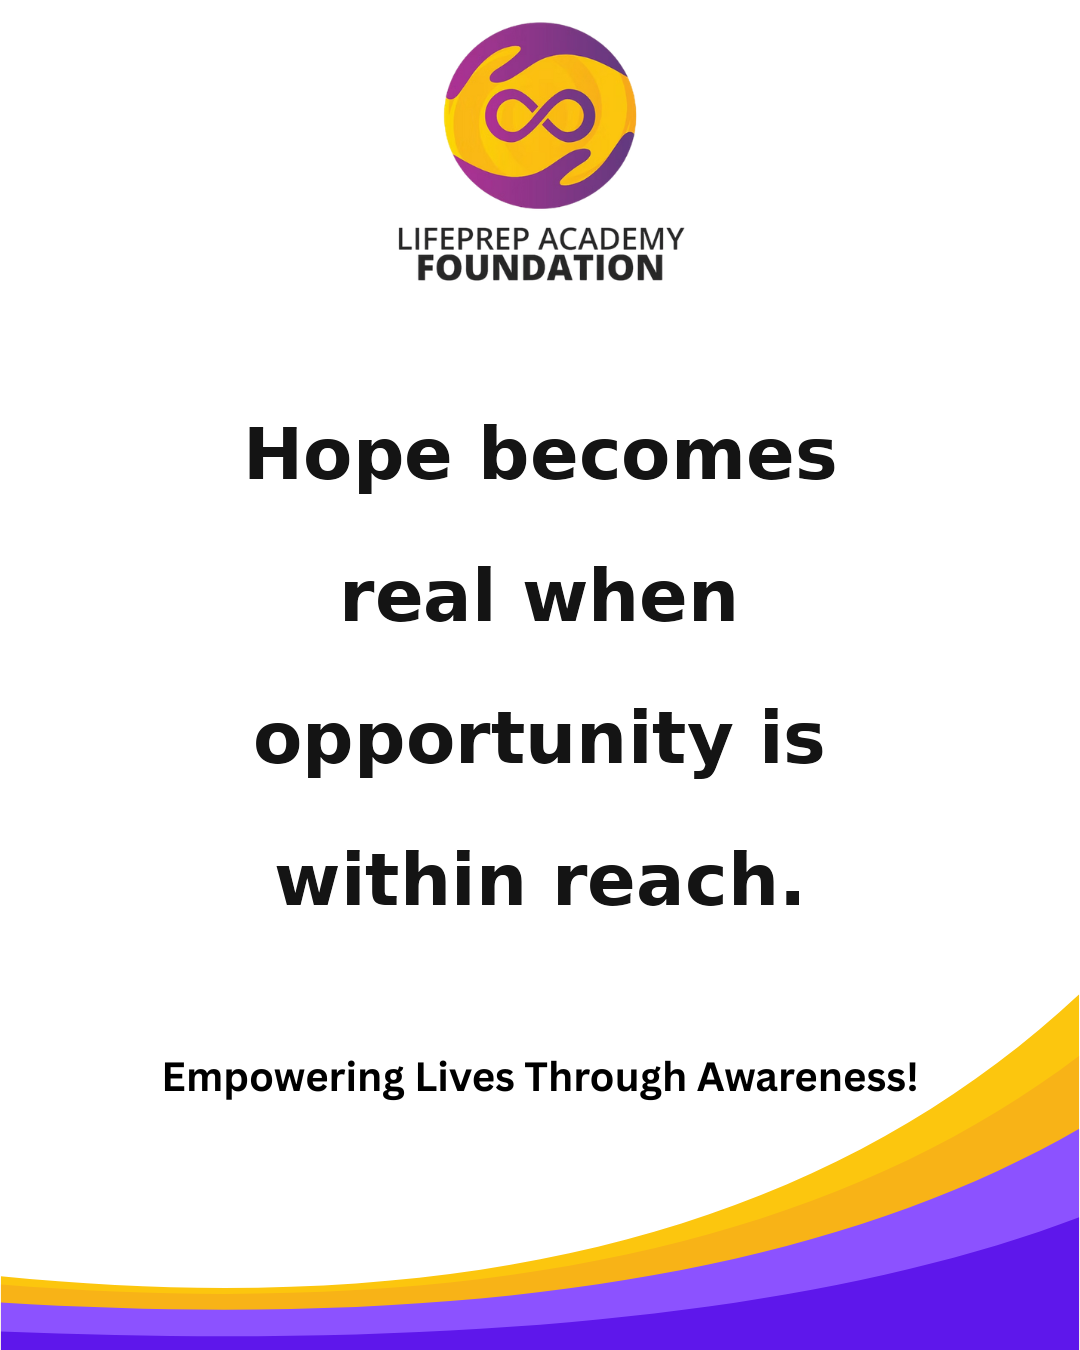 LIFEPREP ACADEMY
FOUNDATION
Hope becomes
real when
opportunity is
within reach.
Empowering Lives Through Awareness!